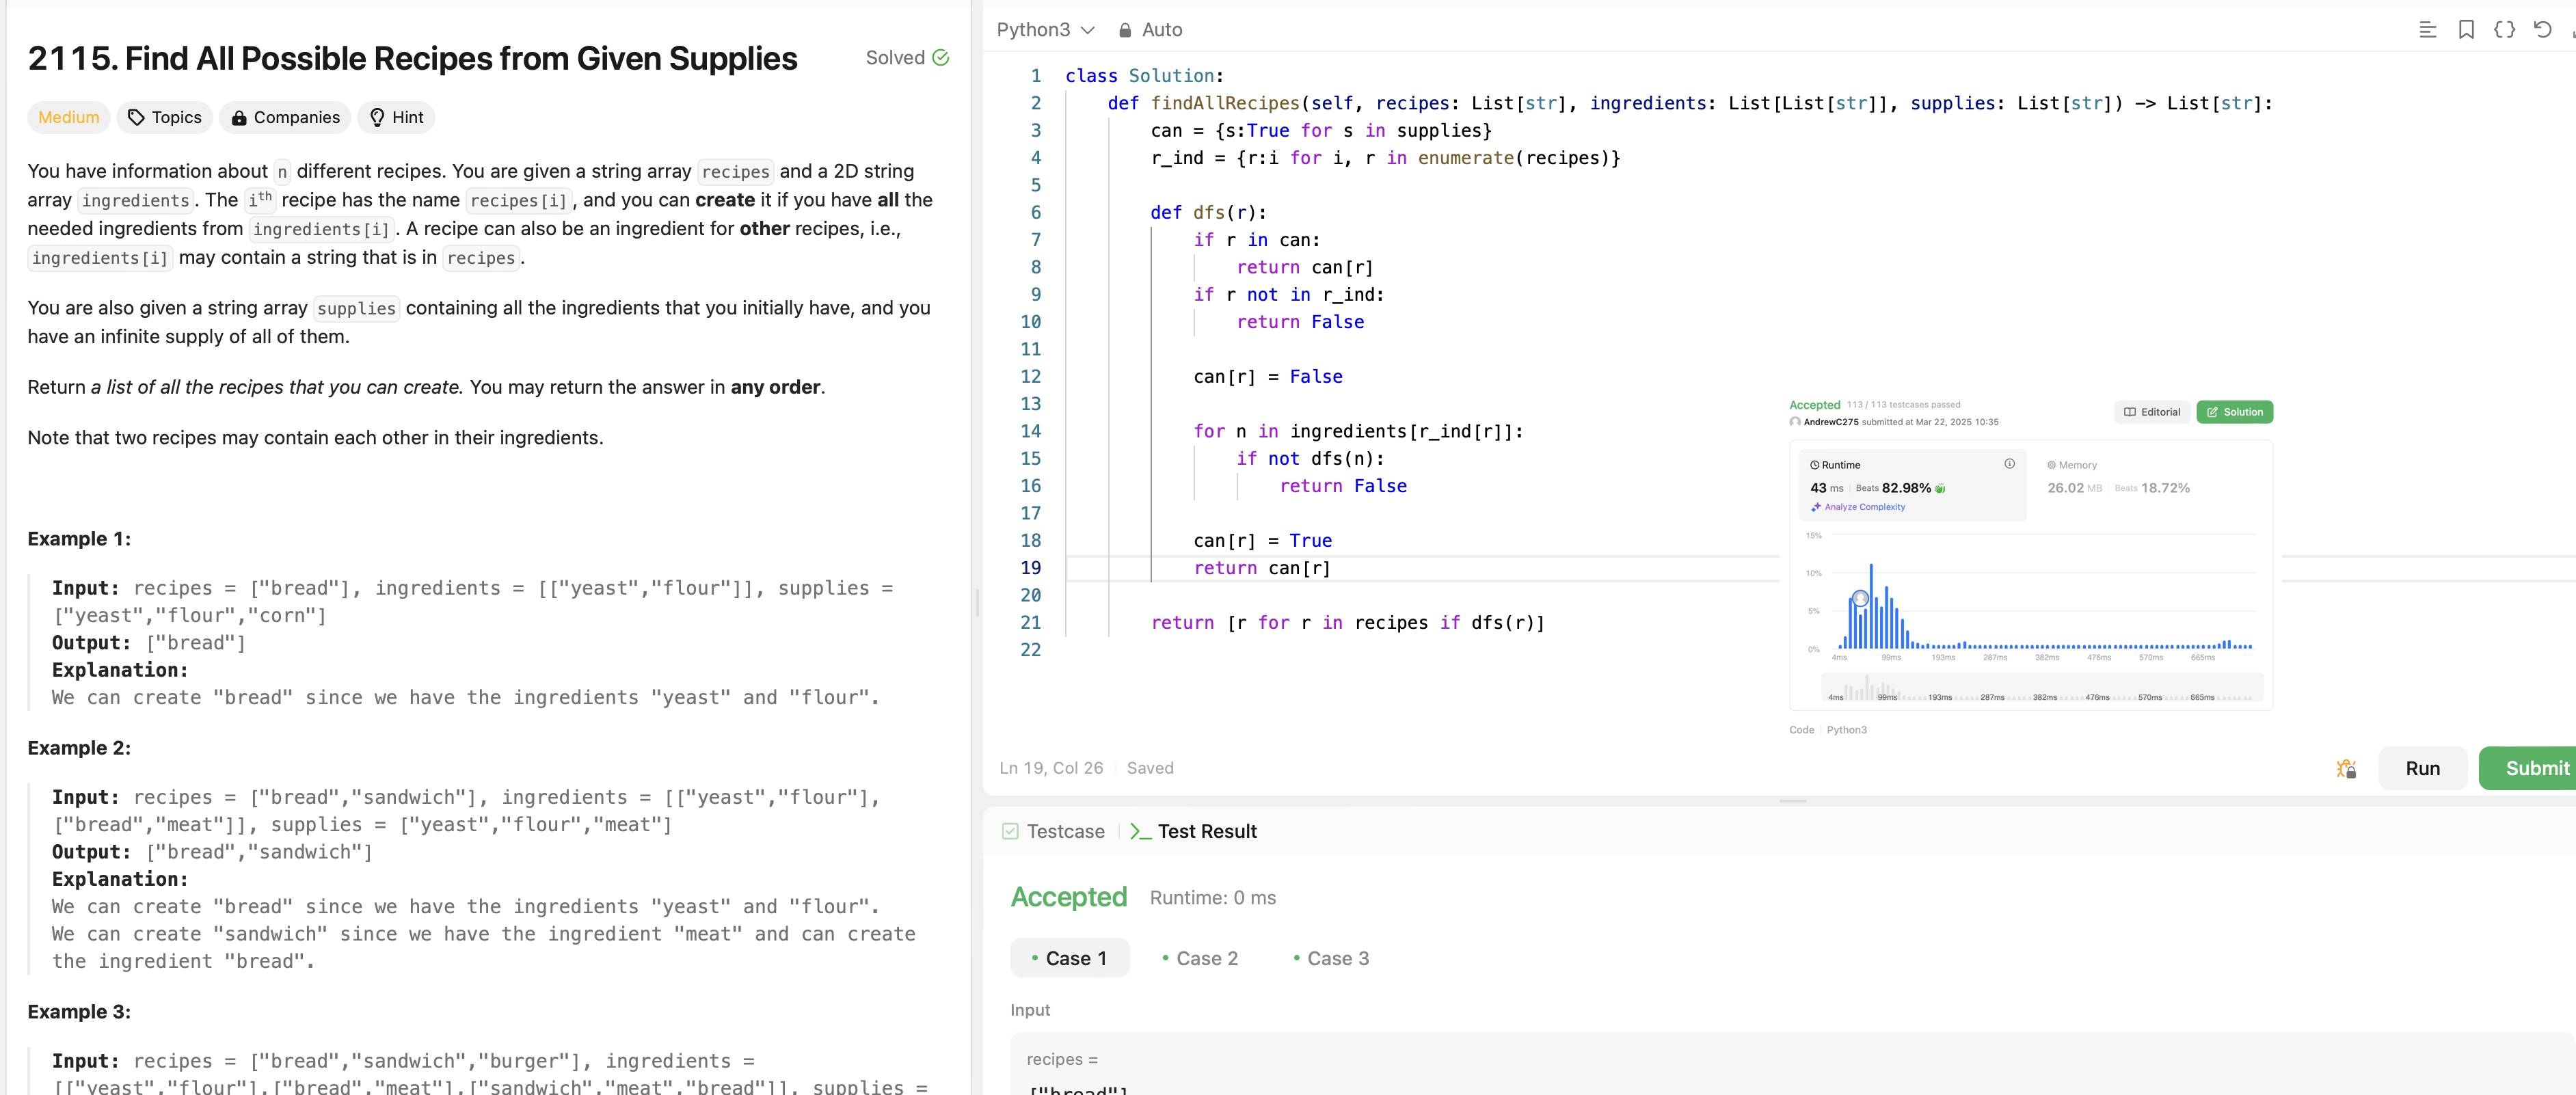 2115. Find All Possible Recipes from Given Supplies
Solved
Medium Topics Companies Hint
You have information about n different recipes. You are given a string array recipes and a 2D string
array ingredients. The ith recipe has the name recipes[i], and you can create it if you have all the
needed ingredients from ingredients[i]. A recipe can also be an ingredient for other recipes, i.e.,
ingredients[i] may contain a string that is in recipes.
You are also given a string array supplies containing all the ingredients that you initially have, and you
have an infinite supply of all of them.
Return a list of all the recipes that you can create. You may return the answer in any order.
Note that two recipes may contain each other in their ingredients.
Example 1:
Input: recipes = ["bread"], ingredients = [["yeast","flour"]], supplies =
["yeast","flour","corn"]
Output: ["bread"]
Explanation:
We can create "bread" since we have the ingredients "yeast" and "flour".
Example 2:
Input: recipes = ["bread","sandwich"], ingredients = [["yeast","flour"],
["bread","meat"]], supplies = ["yeast","flour","meat"]
Output: ["bread","sandwich"]
Explanation:
We can create "bread" since we have the ingredients "yeast" and "flour".
We can create "sandwich" since we have the ingredient "meat" and can create
the ingredient "bread".
Example 3:
Input: recipes = ["bread","sandwich","burger"], ingredients =
[["yeast","flour"],["bread","meat"],["sandwich","meat","bread"]], supplies =
Python3 Auto
1 class Solution:
2 def findAllRecipes(self, recipes: List[str], ingredients: List[List[str]], supplies: List[str]) -> List[str]:
3 can = {s:True for s in supplies}
4 r_ind = {r:i for i, r in enumerate(recipes)}
5
6 def dfs(r):
7 if r in can:
8 return can[r]
9 if r not in r_ind:
10 return False
11
12 can[r] = False
13
14 for n in ingredients[r_ind[r]]:
15 if not dfs(n):
16 return False
17
18 can[r] = True
19 return can[r]
20
21 return [r for r in recipes if dfs(r)]
22
Accepted 113 / 113 testcases passed
AndrewC275 submitted at Mar 22, 2025 10:35
Editorial Solution
Runtime
43 ms Beats 82.98%
Analyze Complexity
Memory
26.02 MB Beats 18.72%
15%
10%
5%
0%
4ms 99ms 193ms 287ms 382ms 476ms 570ms 665ms
4ms 99ms 193ms 287ms 382ms 476ms 570ms 665ms
Code Python3
Ln 19, Col 26 Saved
Run Submit
Testcase Test Result
Accepted Runtime: 0 ms
Case 1 Case 2 Case 3
Input
recipes =
["bread"]